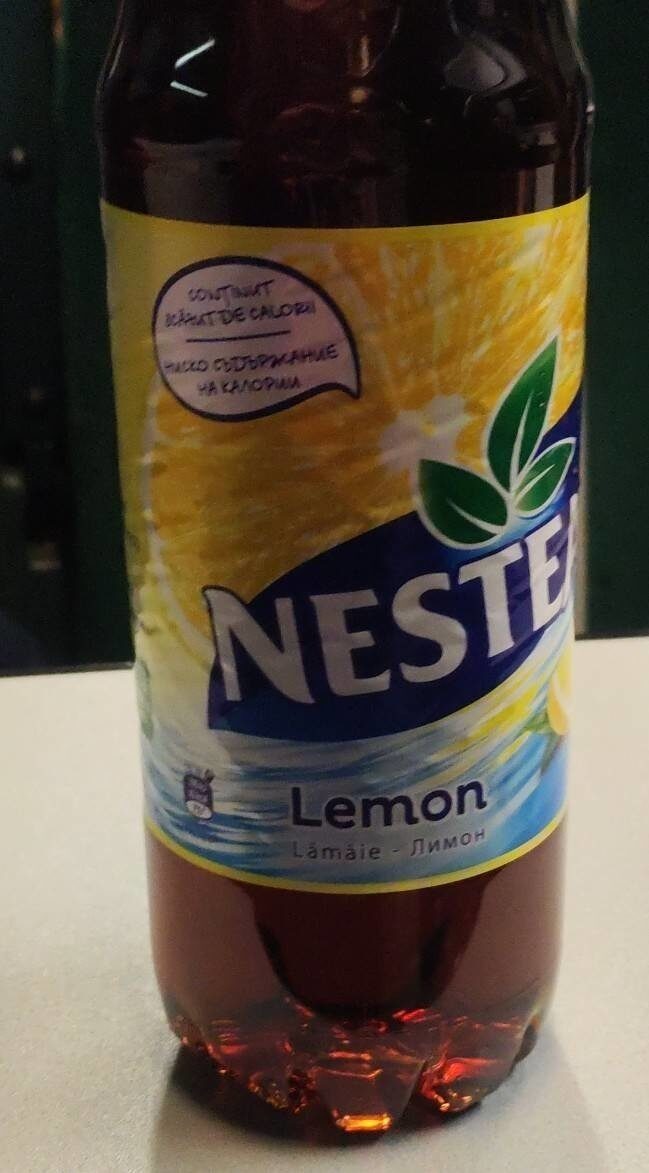 CONȚINUT
SCĂZUT DE CALORII
НИСКО СЪДЪРЖАНИЕ
НА КАЛОРИИ
NESTEA
Lemon
Lămâie - Лимон